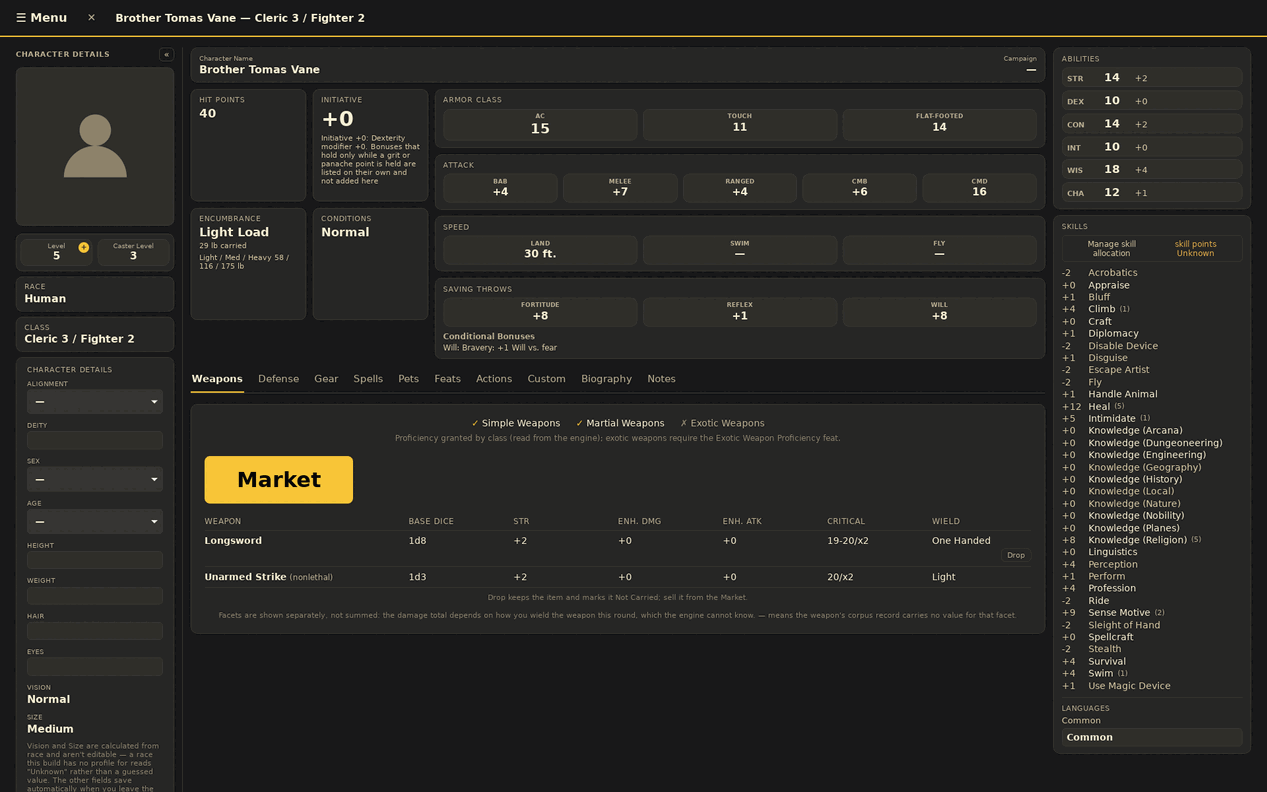 ☰ Menu
✕
Brother Tomas Vane — Cleric 3 / Fighter 2
CHARACTER DETAILS
«
Level
5
+
Caster Level
3
RACE
Human
CLASS
Cleric 3 / Fighter 2
CHARACTER DETAILS
ALIGNMENT
—
DEITY
SEX
—
AGE
—
HEIGHT
WEIGHT
HAIR
EYES
VISION
Normal
SIZE
Medium
Vision and Size are calculated from
race and aren't editable — a race
this build has no profile for reads
"Unknown" rather than a guessed
value. The other fields save
automatically when you leave the
Character Name
Brother Tomas Vane
Campaign
—
HIT POINTS
40
INITIATIVE
+0
Initiative +0: Dexterity
modifier +0. Bonuses that
hold only while a grit or
panache point is held are
listed on their own and
not added here
ENCUMBRANCE
Light Load
29 lb carried
Light / Med / Heavy 58 /
116 / 175 lb
CONDITIONS
Normal
ARMOR CLASS
AC
15
TOUCH
11
FLAT-FOOTED
14
ATTACK
BAB
+4
MELEE
+7
RANGED
+4
CMB
+6
CMD
16
SPEED
LAND
30 ft.
SWIM
—
FLY
—
SAVING THROWS
FORTITUDE
+8
REFLEX
+1
WILL
+8
Conditional Bonuses
Will: Bravery: +1 Will vs. fear
Weapons Defense Gear Spells Pets Feats Actions Custom Biography Notes
✓ Simple Weapons ✓ Martial Weapons ✗ Exotic Weapons
Proficiency granted by class (read from the engine); exotic weapons require the Exotic Weapon Proficiency feat.
Market
WEAPON BASE DICE STR ENH. DMG ENH. ATK CRITICAL WIELD
Longsword 1d8 +2 +0 +0 19-20/x2 One Handed
Drop
Unarmed Strike (nonlethal) 1d3 +2 +0 +0 20/x2 Light
Drop keeps the item and marks it Not Carried; sell it from the Market.
Facets are shown separately, not summed: the damage total depends on how you wield the weapon this round, which the engine cannot know. — means the weapon's corpus record carries no value for that facet.
ABILITIES
STR 14 +2
DEX 10 +0
CON 14 +2
INT 10 +0
WIS 18 +4
CHA 12 +1
SKILLS
Manage skill
allocation
skill points
Unknown
-2 Acrobatics
+0 Appraise
+1 Bluff
+4 Climb (1)
+0 Craft
+1 Diplomacy
-2 Disable Device
+1 Disguise
-2 Escape Artist
-2 Fly
+1 Handle Animal
+12 Heal (5)
+5 Intimidate (1)
+0 Knowledge (Arcana)
+0 Knowledge (Dungeoneering)
+0 Knowledge (Engineering)
+0 Knowledge (Geography)
+0 Knowledge (History)
+0 Knowledge (Local)
+0 Knowledge (Nature)
+0 Knowledge (Nobility)
+0 Knowledge (Planes)
+8 Knowledge (Religion) (5)
+0 Linguistics
+4 Perception
+1 Perform
+4 Profession
-2 Ride
+9 Sense Motive (2)
-2 Sleight of Hand
+0 Spellcraft
-2 Stealth
+4 Survival
+4 Swim (1)
+1 Use Magic Device
LANGUAGES
Common
Common